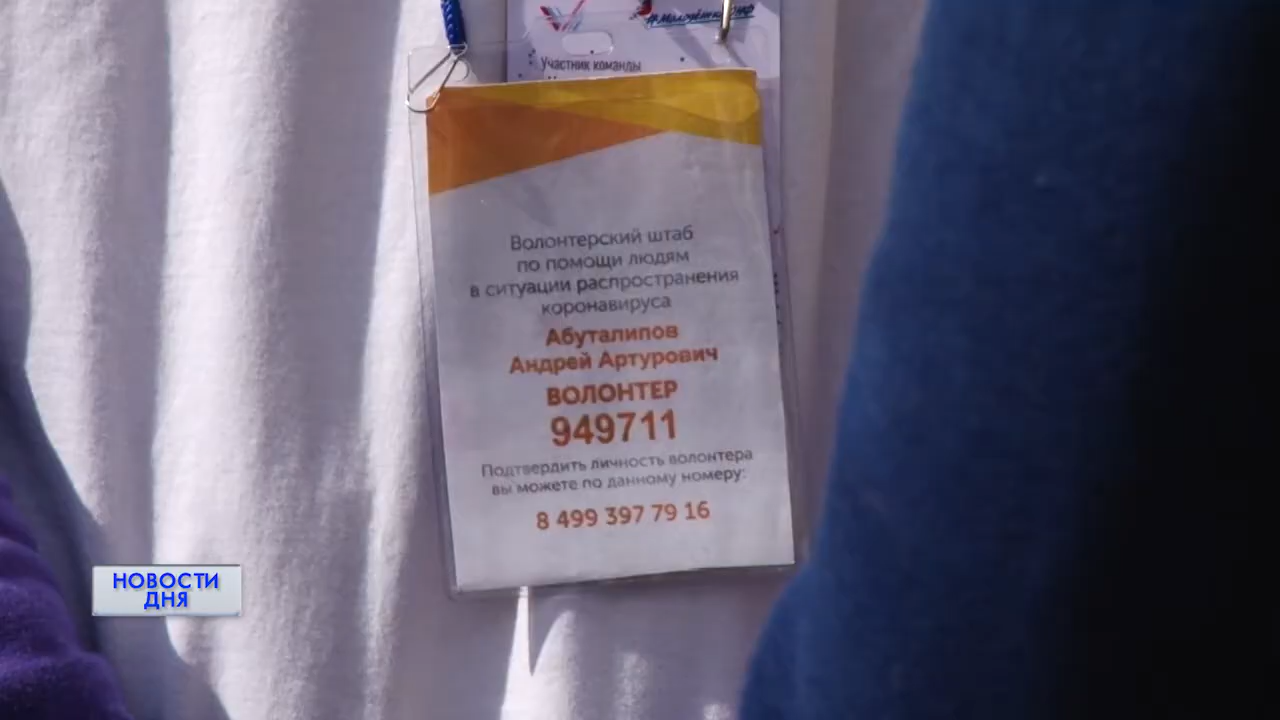 Участник команды
Волонтерский штаб
по помощи людям
в ситуации распространения
коронавируса
Абуталипов
Андрей Артурович
ВОЛОНТЕР
949711
Подтвердить личность волонтера
вы можете по данному номеру:
8 499 397 79 16
НОВОСТИ
ДНЯ